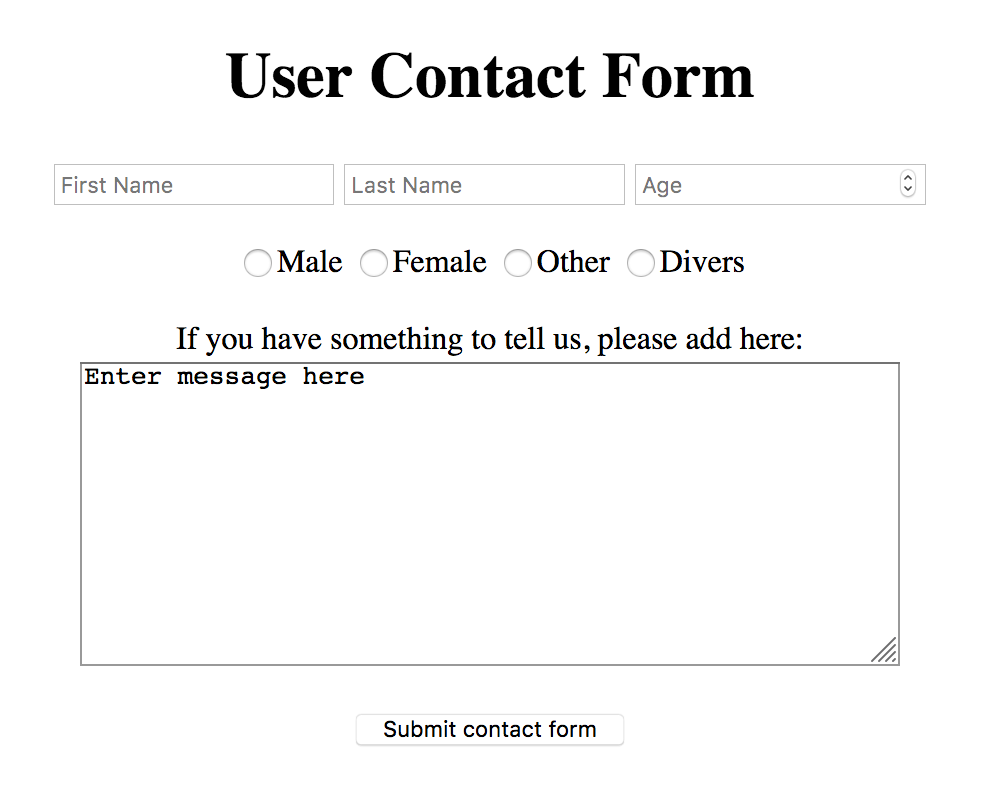 User Contact Form
First Name Last Name Age
Male Female Other Divers
If you have something to tell us, please add here:
Enter message here
Submit contact form